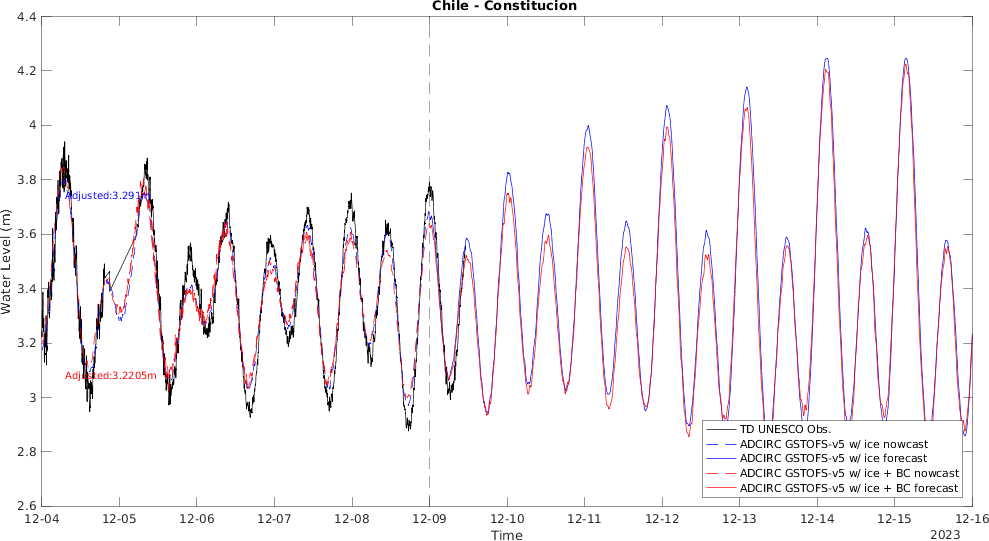 Chile - Constitucion
4.4
4.2
4
3.8
3.6
3.4
3.2
3
2.8
2.6
Water Level (m)
Adjusted:3.291m
Adjusted:3.2205m
TD UNESCO Obs.
ADCIRC GSTOFS-v5 w/ ice nowcast
ADCIRC GSTOFS-v5 w/ ice forecast
ADCIRC GSTOFS-v5 w/ ice + BC nowcast
ADCIRC GSTOFS-v5 w/ ice + BC forecast
12-04 12-05 12-06 12-07 12-08 12-09 12-10 12-11 12-12 12-13 12-14 12-15 12-16
Time
2023